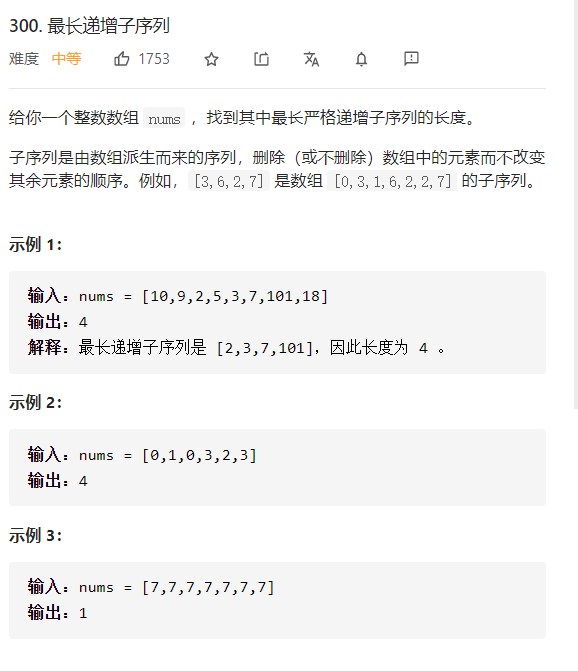 300. 最长递增子序列
难度 中等 1753
给你一个整数数组 nums ，找到其中最长严格递增子序列的长度。
子序列是由数组派生而来的序列，删除（或不删除）数组中的元素而不改变
其余元素的顺序。例如，[3,6,2,7] 是数组 [0,3,1,6,2,2,7] 的子序列。
示例 1：
输入：nums = [10,9,2,5,3,7,101,18]
输出：4
解释：最长递增子序列是 [2,3,7,101]，因此长度为 4 。
示例 2：
输入：nums = [0,1,0,3,2,3]
输出：4
示例 3：
输入：nums = [7,7,7,7,7,7,7]
输出：1